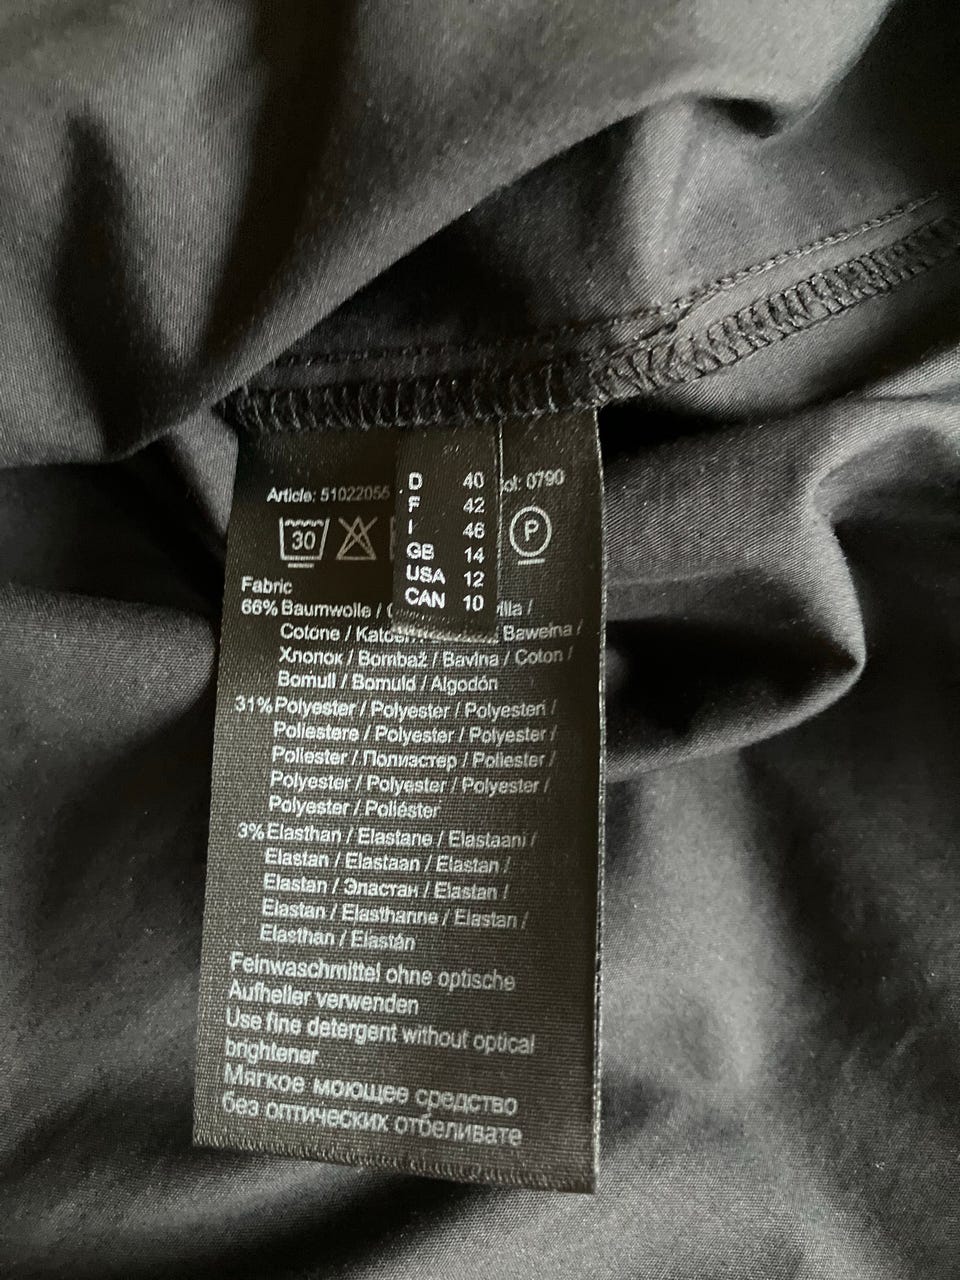 Article: 51022055
D 40
F 42
I 46
GB 14
USA 12
CAN 10
0790
30
P
Fabric
66% Baumwolle /
Cotone / Bawełna /
Хлопок / Bombaž / Bavlna / Coton /
Bomull / Bomuld / Algodón
31% Polyester / Polyester / Polyesteri /
Poliestere / Polyester / Polyester /
Poliester / Полиэстер / Poliester /
Polyester / Polyester / Polyester /
Polyester / Poliéster
3% Elasthan / Elastane / Elastaani /
Elastan / Elastaan / Elastan /
Elastan / Эластан / Elastan /
Elastan / Elasthanne / Elastan /
Elasthan / Elastán
Feinwaschmittel ohne optische
Aufheller verwenden
Use fine detergent without optical
brightener
Мягкое моющее средство
без оптических отбеливате